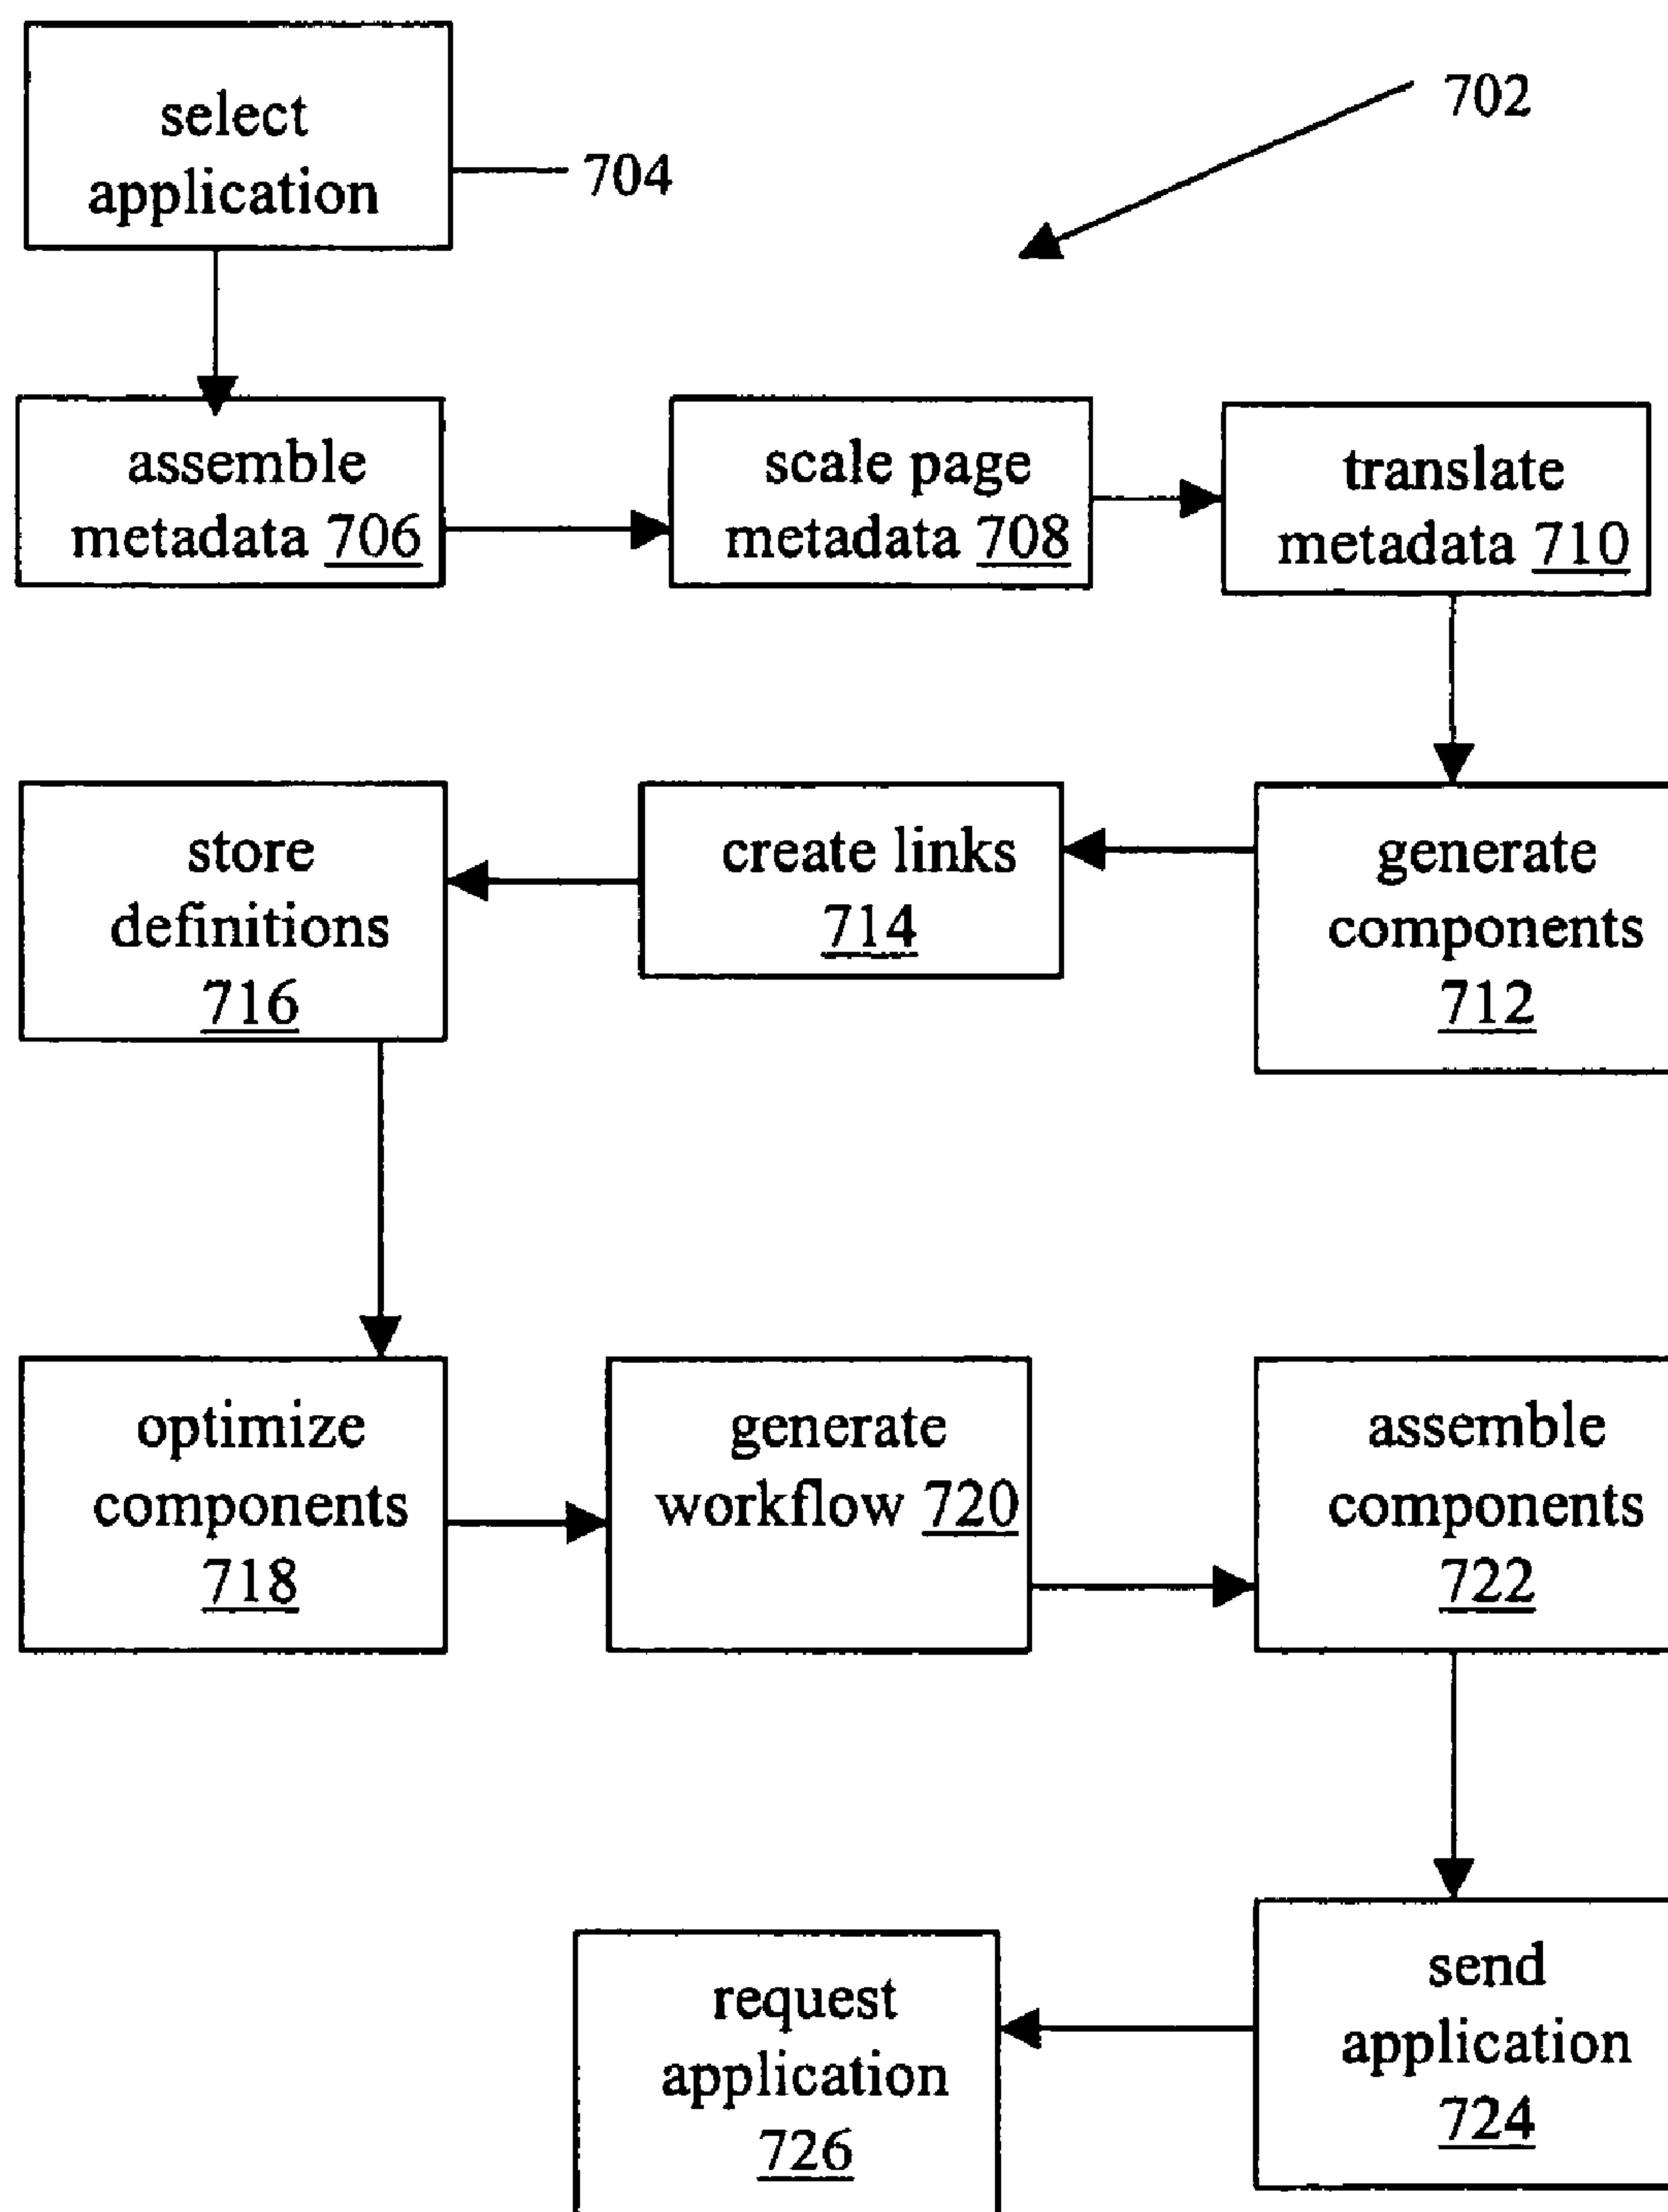 select
application
704
702
assemble
metadata 706
scale page
metadata 708
translate
metadata 710
store
definitions
716
create links
714
generate
components
712
optimize
components
718
generate
workflow 720
assemble
components
722
request
application
726
send
application
724